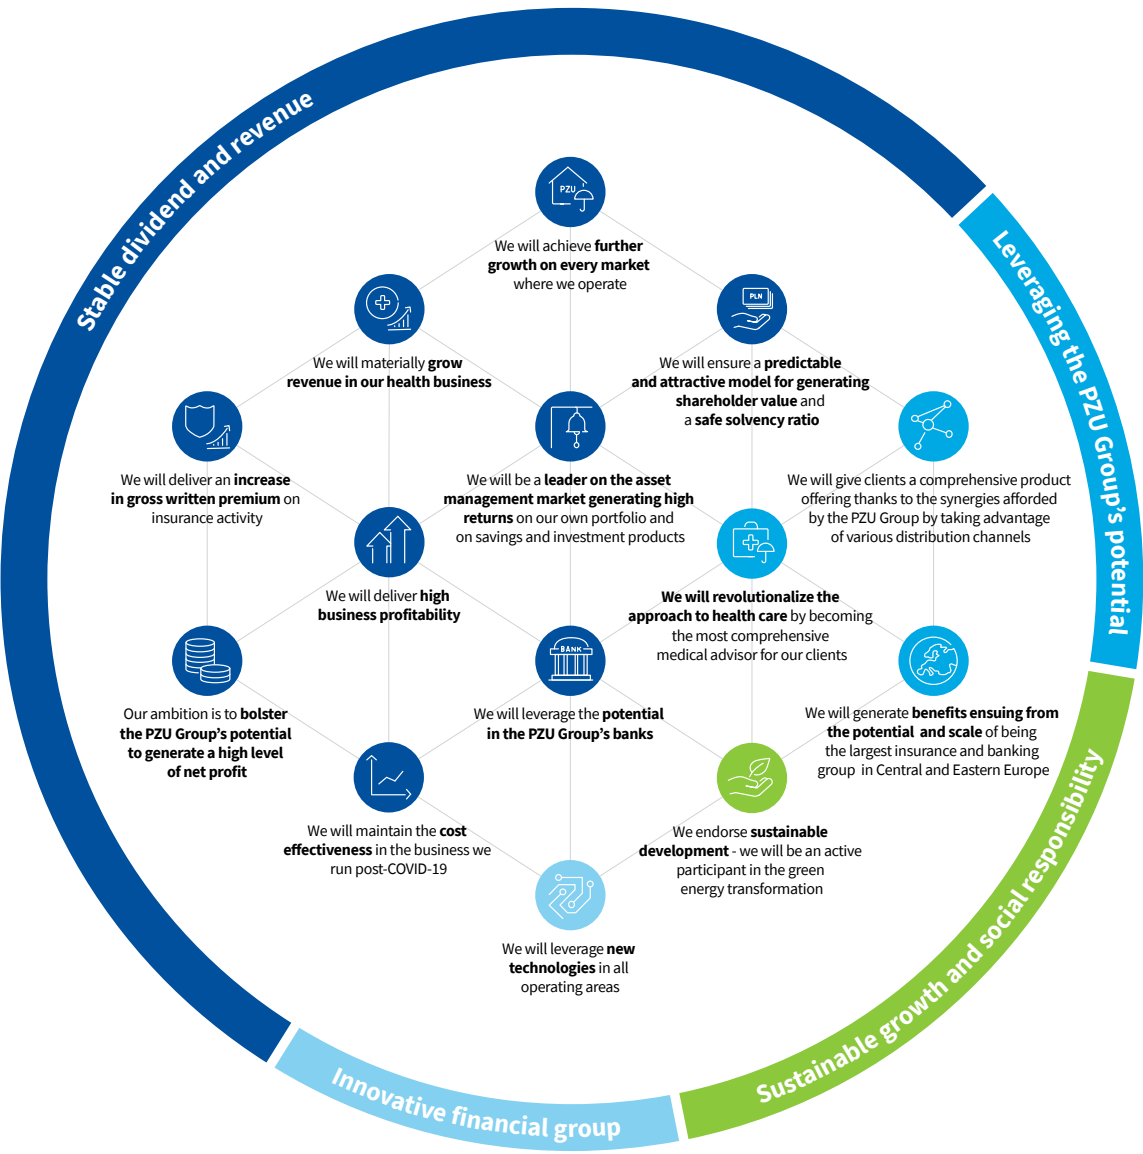 Stable dividend and revenue
Leveraging the PZU Group's potential
PZU
We will achieve further
growth on every market
where we operate
PLN
We will materially grow
revenue in our health business
We will ensure a predictable
and attractive model for generating
shareholder value and
a safe solvency ratio
We will deliver an increase
in gross written premium on
insurance activity
We will be a leader on the asset
management market generating high
returns on our own portfolio and
on savings and investment products
We will give clients a comprehensive product
offering thanks to the synergies afforded
by the PZU Group by taking advantage
of various distribution channels
We will deliver high
business profitability
We will revolutionalize the
approach to health care by becoming
the most comprehensive
medical advisor for our clients
BANK
Our ambition is to bolster
the PZU Group's potential
to generate a high level
of net profit
We will leverage the potential
in the PZU Group's banks
We will generate benefits ensuing from
the potential and scale of being
the largest insurance and banking
group in Central and Eastern Europe
We will maintain the cost
effectiveness in the business we
run post-COVID-19
We endorse sustainable
development - we will be an active
participant in the green
energy transformation
We will leverage new
technologies in all
operating areas
Sustainable growth and social responsibility
Innovative financial group